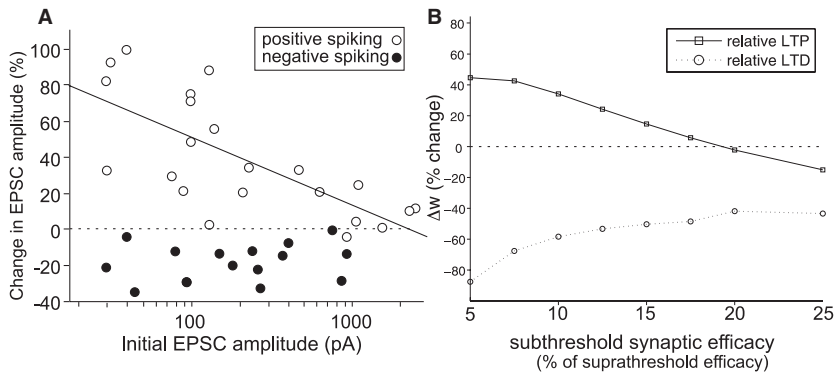 A
Change in EPSC amplitude (%)
100
80
60
40
20
0
−20
−40
positive spiking
negative spiking
100
1000
Initial EPSC amplitude (pA)
B
Δw (% change)
80
60
40
20
0
−20
−40
−60
−80
relative LTP
relative LTD
5
10
15
20
25
subthreshold synaptic efficacy
(% of suprathreshold efficacy)